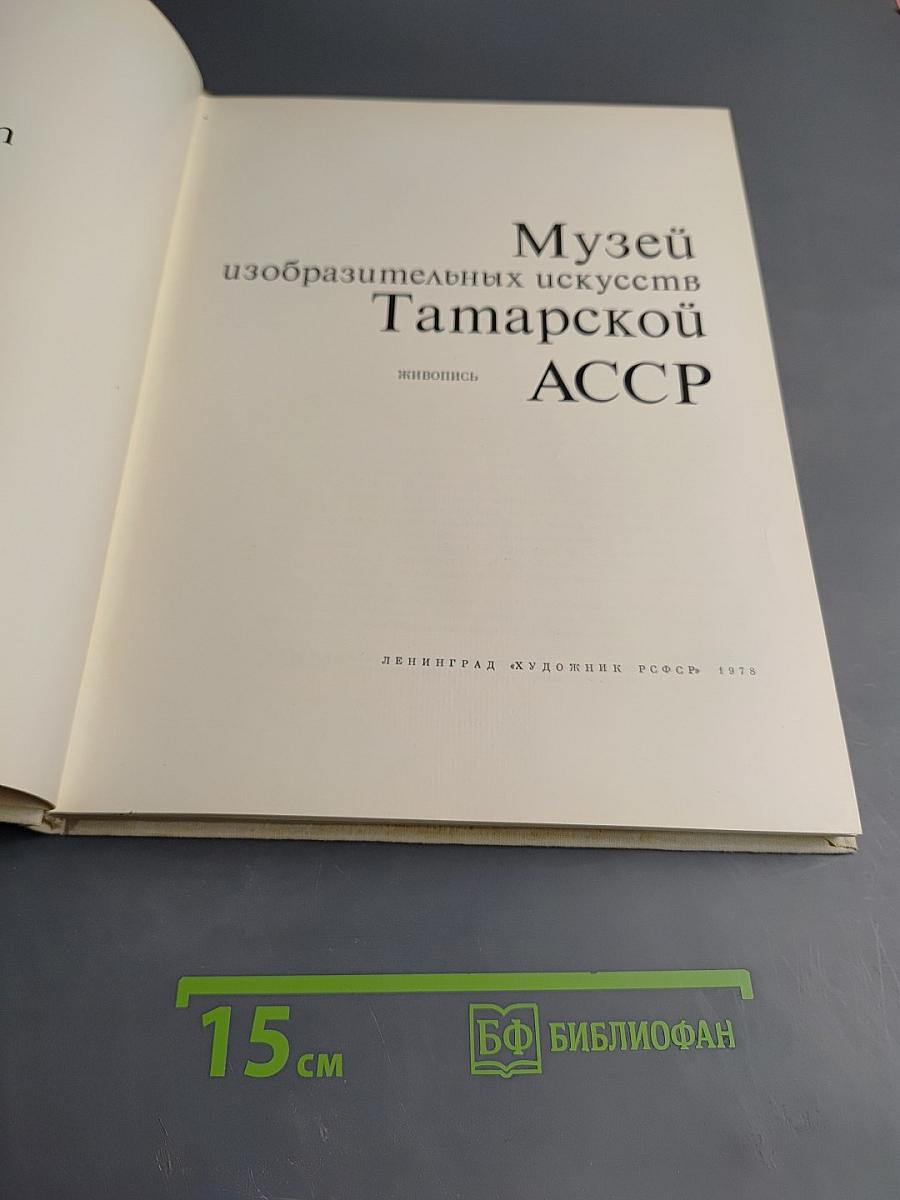 Музей
изобразительных искусств
Татарской
живопись АССР
ЛЕНИНГРАД «ХУДОЖНИК РСФСР» 1978
15 см
БФ БИБЛИОФАН